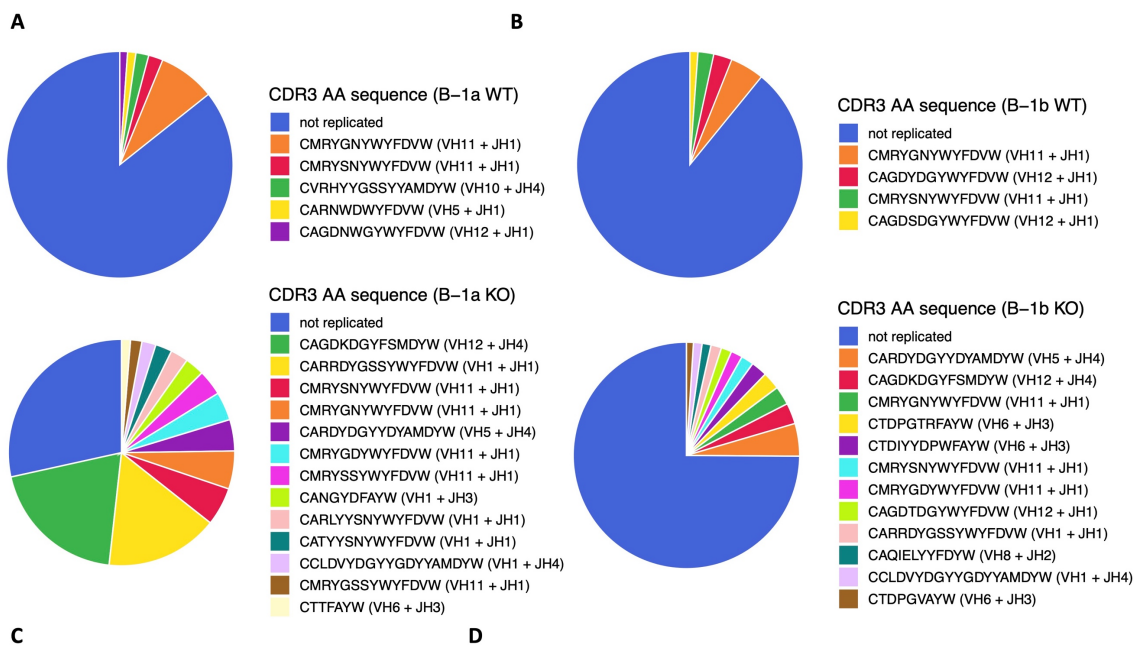 A
B
CDR3 AA sequence (B−1a WT)
not replicated
CMRYGNYWYFDVW (VH11 + JH1)
CMRYSNYWYFDVW (VH11 + JH1)
CVRHYYGSSYYAMDYW (VH10 + JH4)
CARNWDWYFDVW (VH5 + JH1)
CAGDNWGYWYFDVW (VH12 + JH1)
CDR3 AA sequence (B−1b WT)
not replicated
CMRYGNYWYFDVW (VH11 + JH1)
CAGDYDGYWYFDVW (VH12 + JH1)
CMRYSNYWYFDVW (VH11 + JH1)
CAGDSDGYWYFDVW (VH12 + JH1)
CDR3 AA sequence (B−1a KO)
not replicated
CAGDKDGYFSMDYW (VH12 + JH4)
CARRDYGSSYWYFDVW (VH1 + JH1)
CMRYSNYWYFDVW (VH11 + JH1)
CMRYGNYWYFDVW (VH11 + JH1)
CARDYDGYYDYAMDYW (VH5 + JH4)
CMRYGDYWYFDVW (VH11 + JH1)
CMRYSSYWYFDVW (VH11 + JH1)
CANGYDFAYW (VH1 + JH3)
CARLYYSNYWYFDVW (VH1 + JH1)
CATYYSNYWYFDVW (VH1 + JH1)
CCLDVYDGYYGDYYAMDYW (VH1 + JH4)
CMRYGSSYWYFDVW (VH11 + JH1)
CTTFAYW (VH6 + JH3)
CDR3 AA sequence (B−1b KO)
not replicated
CARDYDGYYDYAMDYW (VH5 + JH4)
CAGDKDGYFSMDYW (VH12 + JH4)
CMRYGNYWYFDVW (VH11 + JH1)
CTDPGTRFAYW (VH6 + JH3)
CTDIYYDPWFAYW (VH6 + JH3)
CMRYSNYWYFDVW (VH11 + JH1)
CMRYGDYWYFDVW (VH11 + JH1)
CAGDTDGYWYFDVW (VH12 + JH1)
CARRDYGSSYWYFDVW (VH1 + JH1)
CAQIELYYFDYW (VH8 + JH2)
CCLDVYDGYYGDYYAMDYW (VH1 + JH4)
CTDPGVAYW (VH6 + JH3)
C
D